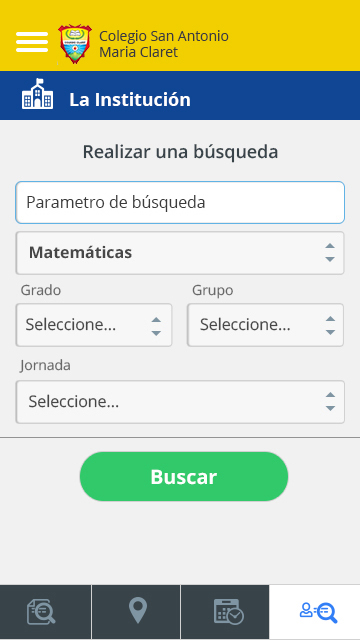 Colegio San Antonio
Maria Claret
La Institución
Realizar una búsqueda
Parametro de búsqueda
Matemáticas
Grado
Grupo
Seleccione...
Seleccione...
Jornada
Seleccione...
Buscar